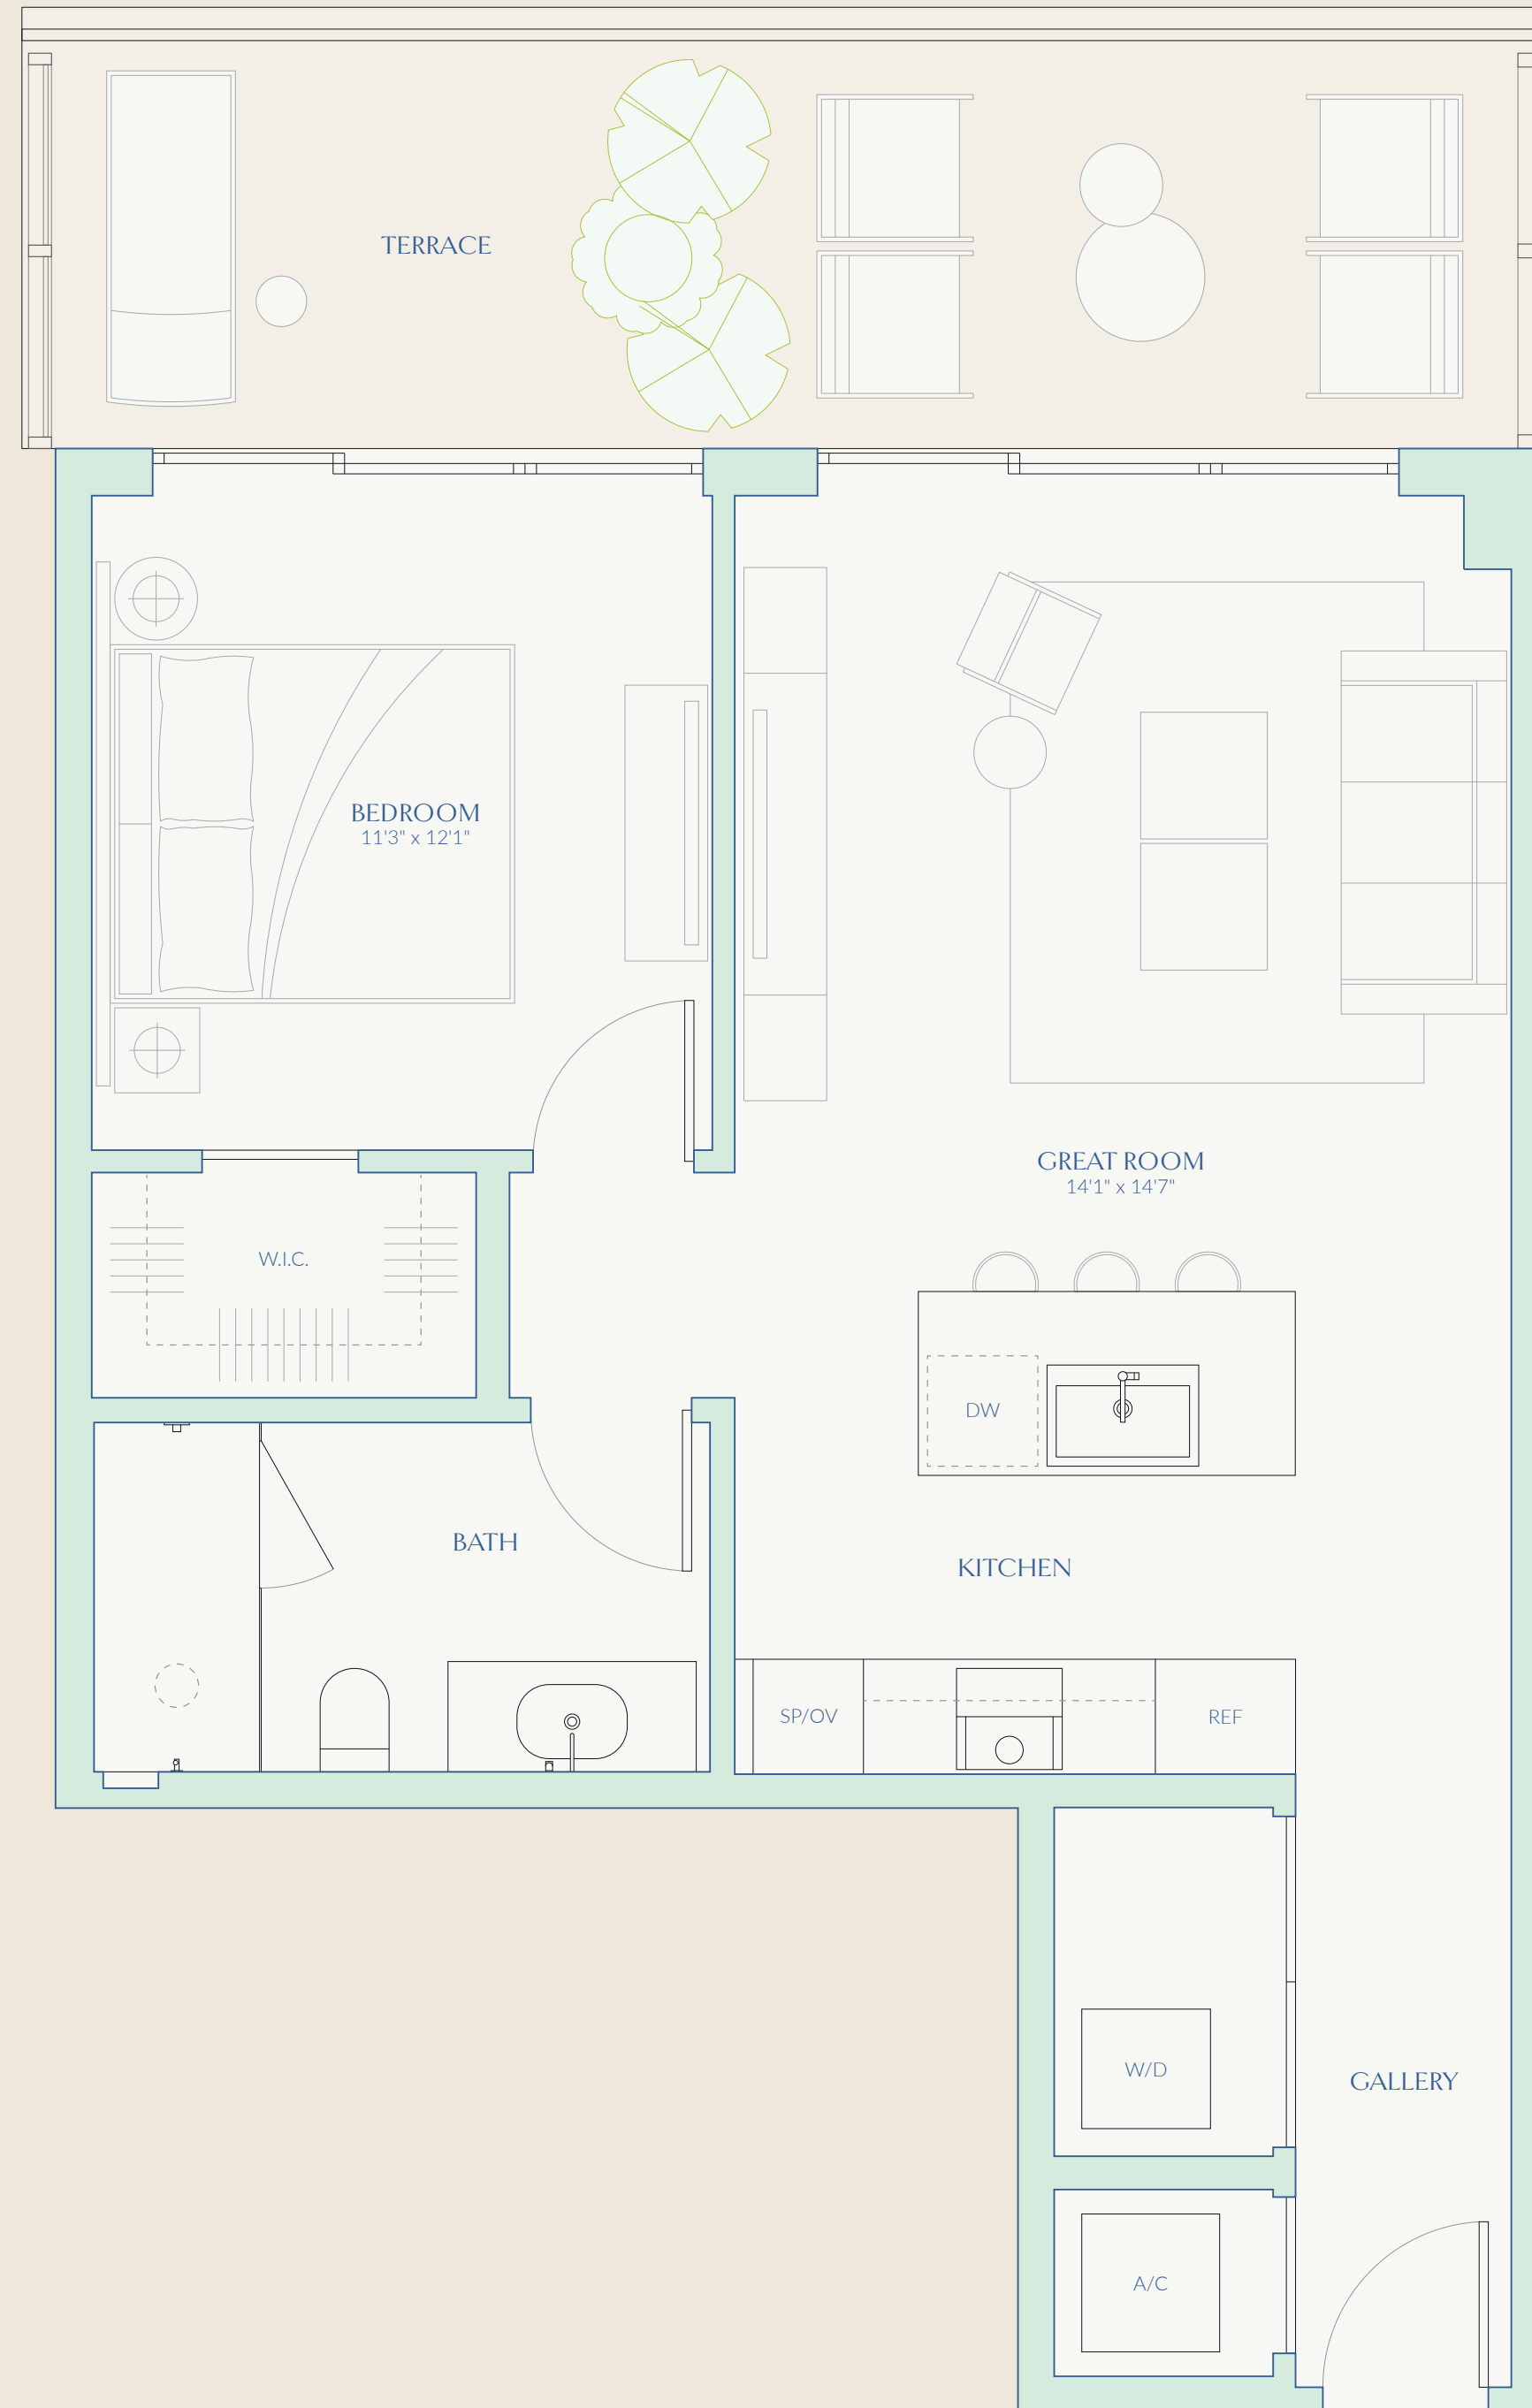 TERRACE
BEDROOM
11'3" x 12'1"
GREAT ROOM
14'1" x 14'7"
W.I.C.
DW
BATH
KITCHEN
SP/OV
REF
W/D
GALLERY
A/C